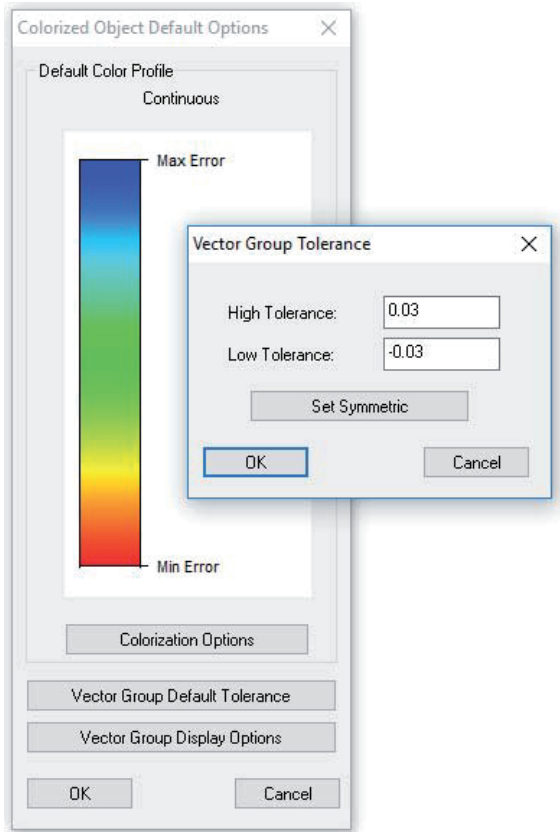 Colorized Object Default Options
Default Color Profile
Continuous
Max Error
Vector Group Tolerance
High Tolerance: 0.03
Low Tolerance: -0.03
Set Symmetric
OK Cancel
Min Error
Colorization Options
Vector Group Default Tolerance
Vector Group Display Options
OK Cancel